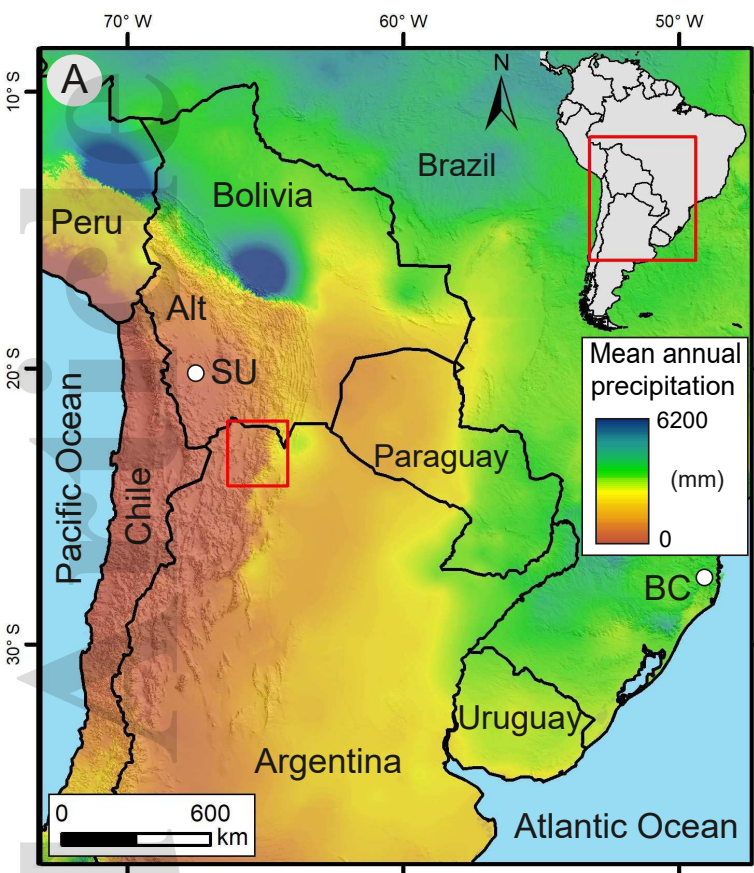 70° W
60° W
50° W
A
N
10° S
Brazil
Bolivia
Peru
Alt
20° S
SU
Mean annual
precipitation
6200
(mm)
0
Paraguay
Pacific Ocean
Chile
BC
30° S
Uruguay
Argentina
0
600
km
Atlantic Ocean
Article